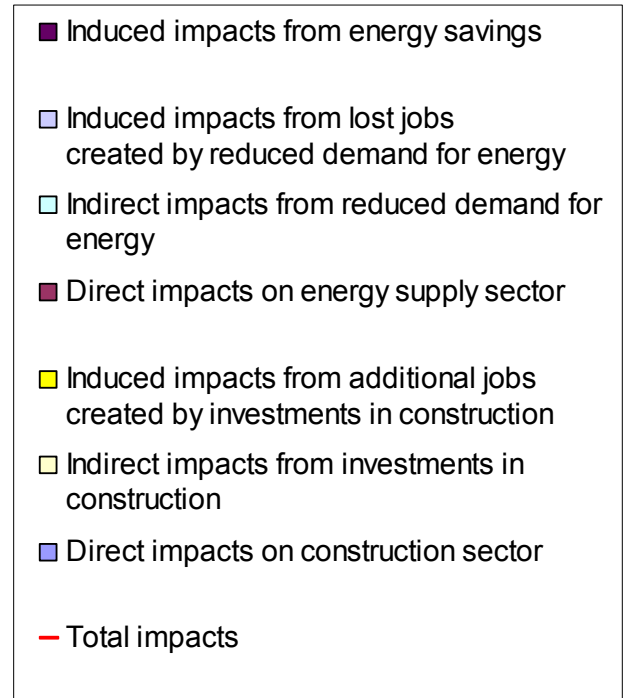 Induced impacts from energy savings
Induced impacts from lost jobs
created by reduced demand for energy
Indirect impacts from reduced demand for
energy
Direct impacts on energy supply sector
Induced impacts from additional jobs
created by investments in construction
Indirect impacts from investments in
construction
Direct impacts on construction sector
Total impacts